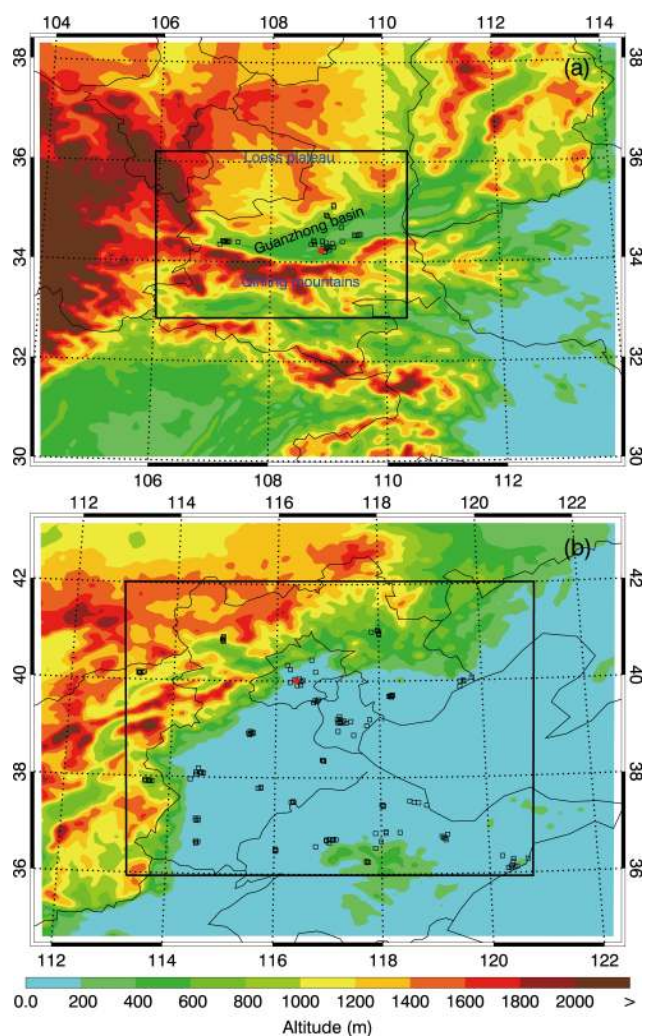 104 106 108 110 112 114
(a)
38
36
34
32
30
Loess plateau
Guanzhong basin
Qinling mountains
106 108 110 112
112 114 116 118 120 122
(b)
42
40
38
36
112 114 116 118 120 122
0.0 200 400 600 800 1000 1200 1400 1600 1800 2000 >
Altitude (m)